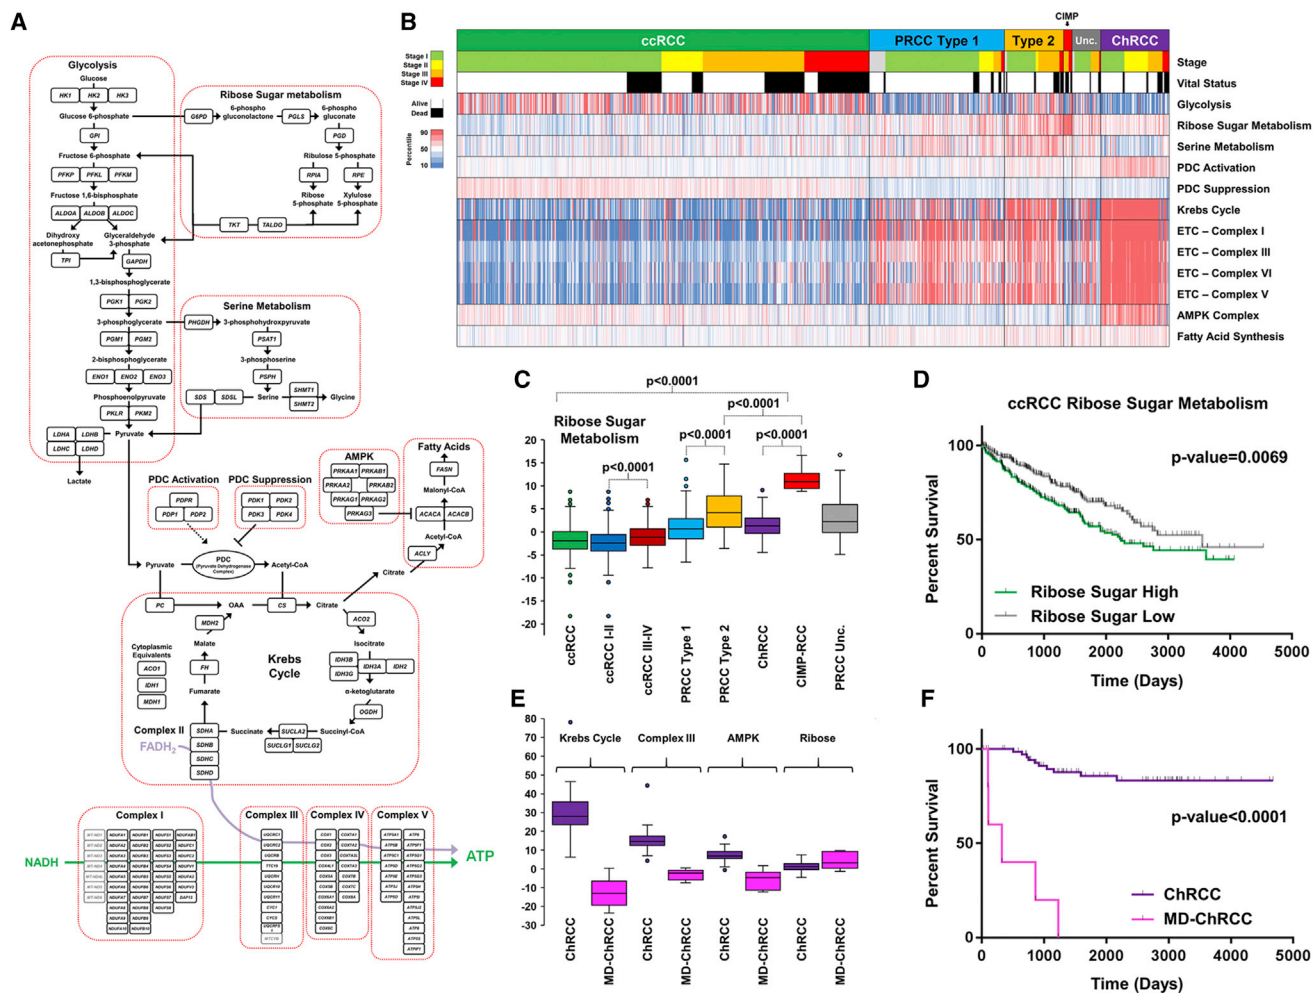 A
Glycolysis
Glucose
HK1 HK2 HK3
Glucose 6-phosphate
GPI
Fructose 6-phosphate
PFKP PFKL PFKM
Fructose 1,6-bisphosphate
ALDOA ALDOB ALDOC
Dihydroxy
acetonephosphate
Glyceraldehyde
3-phosphate
TPI
GAPDH
1,3-bisphosphoglycerate
PGK1 PGK2
3-phosphoglycerate
PGM1 PGM2
2-bisphosphoglycerate
ENO1 ENO2 ENO3
Phosphoenolpyruvate
PKLR PKM2
Pyruvate
LDHA LDHB
LDHC LDHD
Lactate
Ribose Sugar metabolism
G6PD
6-phospho
gluconolactone
PGLS
6-phospho
gluconate
PGD
Ribulose 5-phosphate
RPIA RPE
Ribose
5-phosphate
Xylulose
5-phosphate
TKT TALDO
Serine Metabolism
PHGDH
3-phosphohydroxpyruvate
PSAT1
3-phosphoserine
PSPH
SDS SDSL
Serine
SHMT1
SHMT2
Glycine
PDC Activation
PDPR
PDP1 PDP2
PDC Suppression
PDK1 PDK2
PDK3 PDK4
AMPK
PRKAA1 PRKAB1
PRKAA2 PRKAB2
PRKAG1 PRKAG2
PRKAG3
Fatty Acids
FASN
Malonyl-CoA
ACACA ACACB
Acetyl-CoA
ACLY
Citrate
Pyruvate
PDC
(Pyruvate Dehydrogenase
Complex)
Acetyl-CoA
PC
OAA
CS
Citrate
MDH2
ACO2
Malate
Isocitrate
Cytoplasmic
Equivalents
ACO1
IDH1
MDH1
FH
Krebs
Cycle
IDH3B
IDH3G
IDH3A
IDH2
Fumarate
α-ketoglutarate
OGDH
Complex II
SDHA
SDHB
SDHC
SDHD
Succinate
SUCLA2
SUCLG1 SUCLG2
Succinyl-CoA
FADH2
Complex I
Complex III
Complex IV
Complex V
NADH
ATP
B
CIMP
ccRCC
PRCC Type 1
Type 2
Unc.
ChRCC
Stage I
Stage II
Stage III
Stage IV
Alive
Dead
Percentile
90
50
10
Stage
Vital Status
Glycolysis
Ribose Sugar Metabolism
Serine Metabolism
PDC Activation
PDC Suppression
Krebs Cycle
ETC – Complex I
ETC – Complex III
ETC – Complex VI
ETC – Complex V
AMPK Complex
Fatty Acid Synthesis
C
p<0.0001
p<0.0001
p<0.0001
p<0.0001
p<0.0001
Ribose Sugar
Metabolism
20
15
10
5
0
-5
-10
-15
-20
ccRCC
ccRCC I-II
ccRCC III-IV
PRCC Type 1
PRCC Type 2
ChRCC
CIMP-RCC
PRCC Unc.
D
ccRCC Ribose Sugar Metabolism
p-value=0.0069
Percent Survival
100
50
0
Ribose Sugar High
Ribose Sugar Low
0 1000 2000 3000 4000 5000
Time (Days)
E
Krebs Cycle Complex III AMPK Ribose
80
70
60
50
40
30
20
10
0
-10
-20
-30
ChRCC
MD-ChRCC
ChRCC
MD-ChRCC
ChRCC
MD-ChRCC
ChRCC
MD-ChRCC
F
Percent Survival
100
50
0
p-value<0.0001
ChRCC
MD-ChRCC
0 1000 2000 3000 4000 5000
Time (Days)